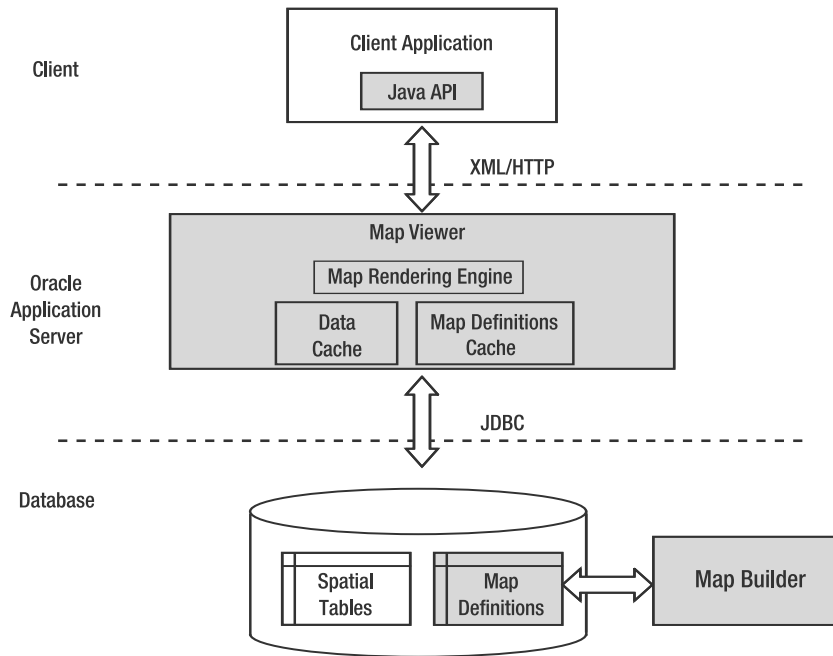 Client Application
Client
Java API
XML/HTTP
Map Viewer
Map Rendering Engine
Oracle
Application
Server
Data
Cache
Map Definitions
Cache
JDBC
Database
Spatial
Tables
Map
Definitions
Map Builder